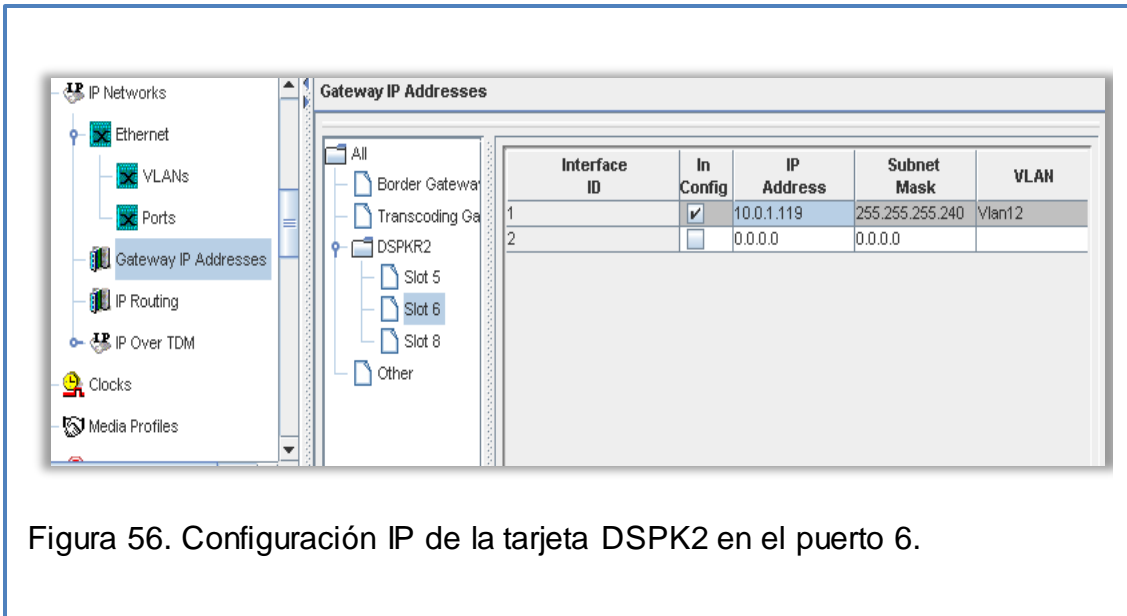 IP Networks
Ethernet
VLANs
Ports
Gateway IP Addresses
IP Routing
IP Over TDM
Clocks
Media Profiles
Gateway IP Addresses
All
Border Gateway
Transcoding Ga
DSPKR2
Slot 5
Slot 6
Slot 8
Other
Interface ID In Config IP Address Subnet Mask VLAN
1 10.0.1.119 255.255.255.240 Vlan12
2 0.0.0.0 0.0.0.0
Figura 56. Configuración IP de la tarjeta DSPK2 en el puerto 6.